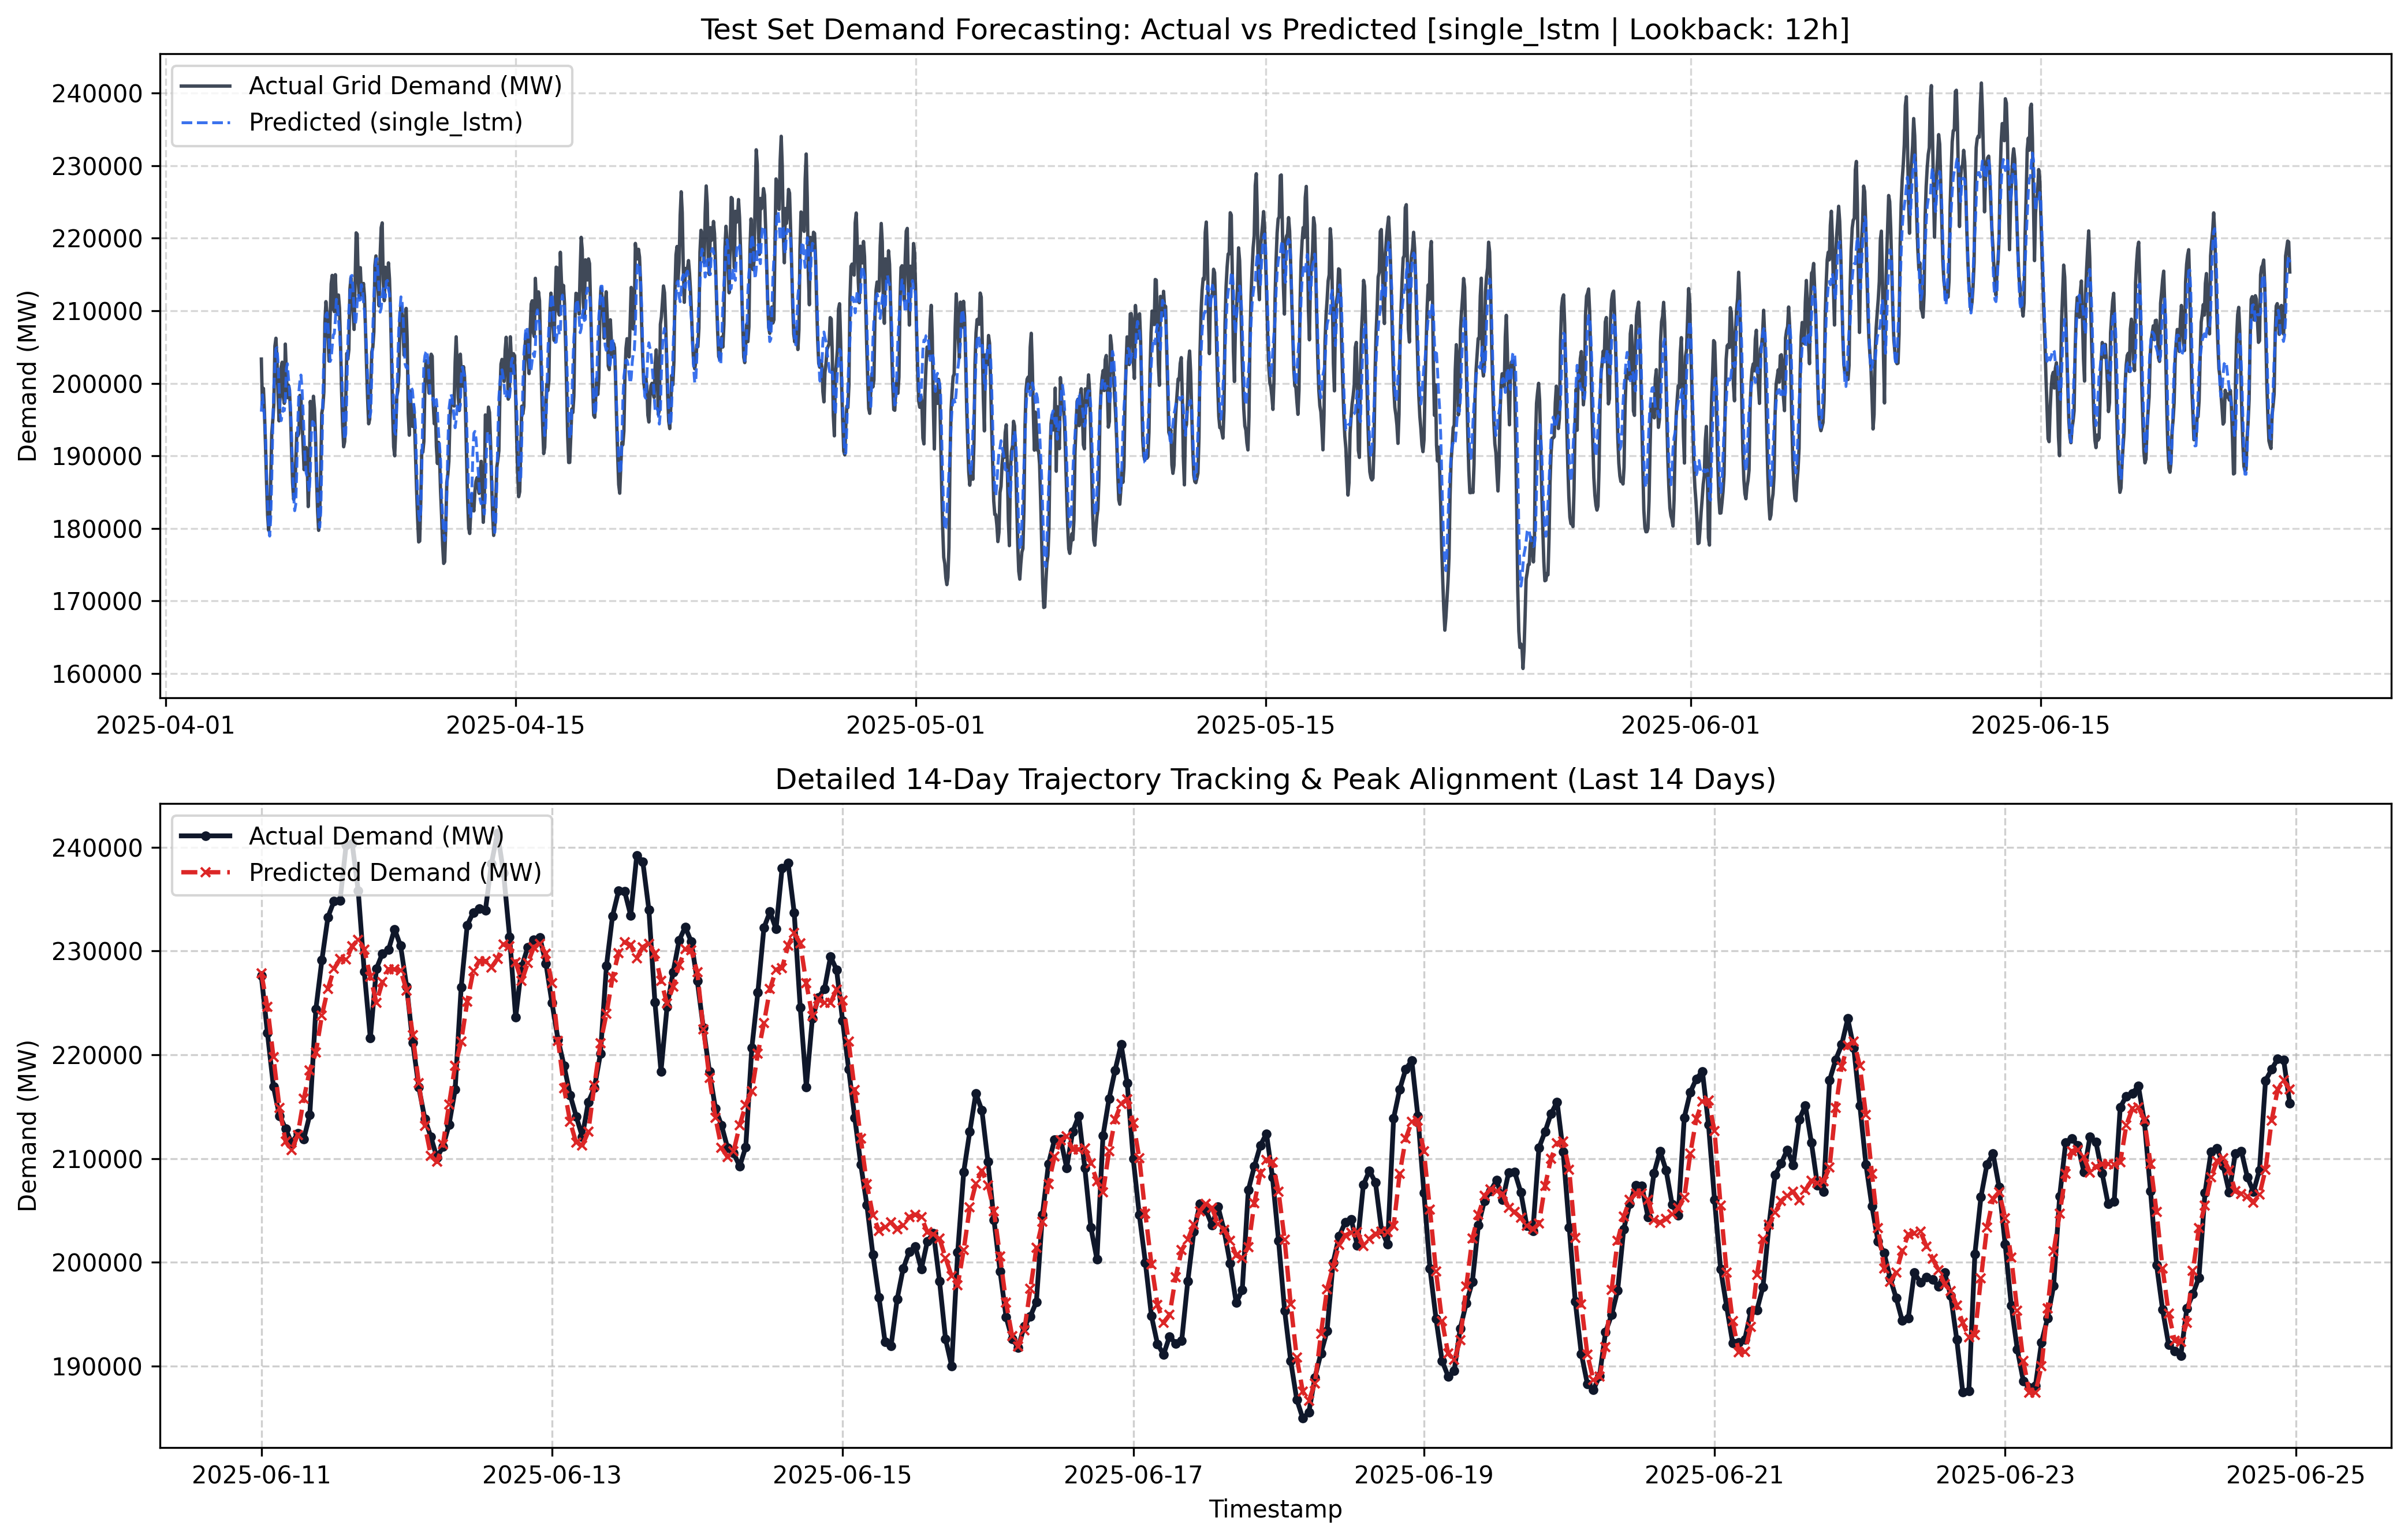 Test Set Demand Forecasting: Actual vs Predicted [single_lstm | Lookback: 12h]
Actual Grid Demand (MW)
Predicted (single_lstm)
Demand (MW)
240000
230000
220000
210000
200000
190000
180000
170000
160000
2025-04-01 2025-04-15 2025-05-01 2025-05-15 2025-06-01 2025-06-15
Detailed 14-Day Trajectory Tracking & Peak Alignment (Last 14 Days)
Actual Demand (MW)
Predicted Demand (MW)
Demand (MW)
240000
230000
220000
210000
200000
190000
2025-06-11 2025-06-13 2025-06-15 2025-06-17 2025-06-19 2025-06-21 2025-06-23 2025-06-25
Timestamp